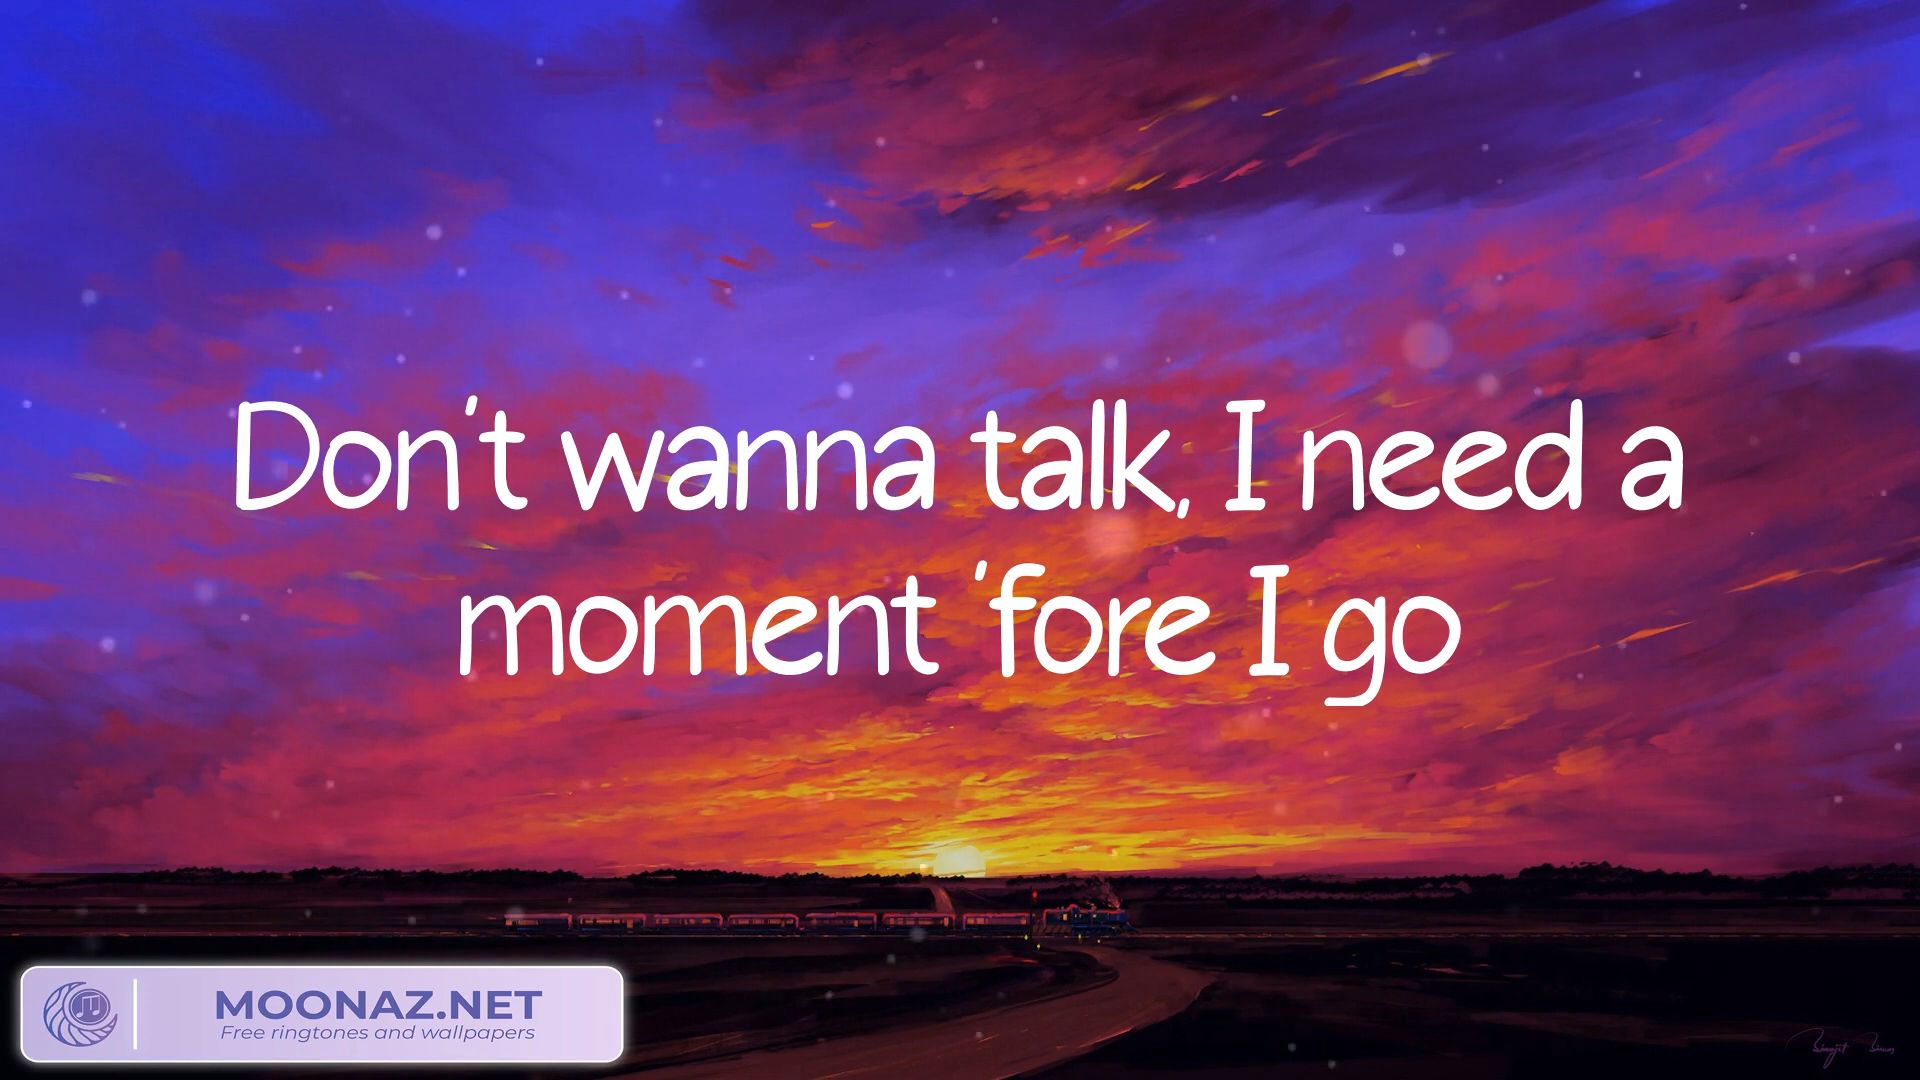 Don't wanna talk, I need a
moment 'fore I go
MOONAZ.NET
Free ringtones and wallpapers